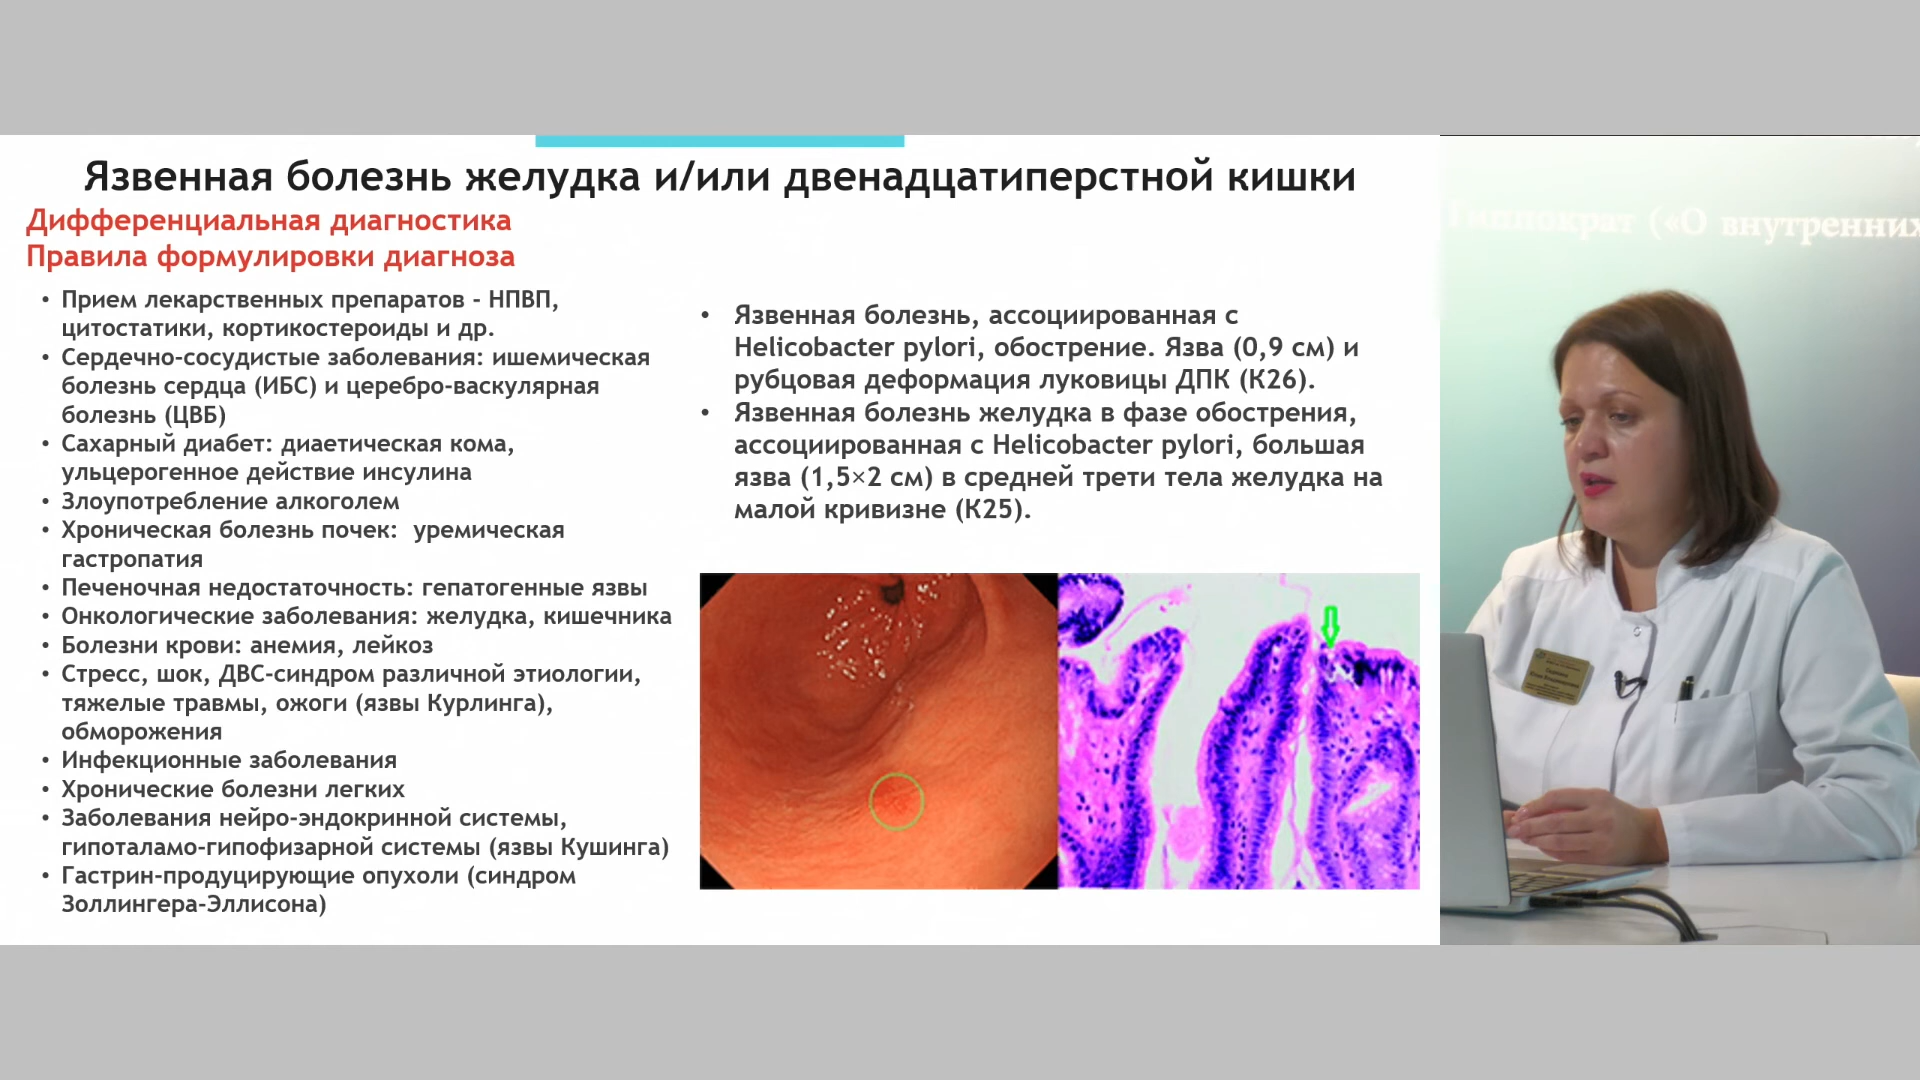 Язвенная болезнь желудка и/или двенадцатиперстной кишки
Дифференциальная диагностика
Правила формулировки диагноза
• Прием лекарственных препаратов - НПВП,
цитостатики, кортикостероиды и др.
• Сердечно-сосудистые заболевания: ишемическая
болезнь сердца (ИБС) и церебро-васкулярная
болезнь (ЦВБ)
• Сахарный диабет: диаетическая кома,
ульцерогенное действие инсулина
• Злоупотребление алкоголем
• Хроническая болезнь почек: уремическая
гастропатия
• Печеночная недостаточность: гепатогенные язвы
• Онкологические заболевания: желудка, кишечника
• Болезни крови: анемия, лейкоз
• Стресс, шок, ДВС-синдром различной этиологии,
тяжелые травмы, ожоги (язвы Курлинга),
обморожения
• Инфекционные заболевания
• Хронические болезни легких
• Заболевания нейро-эндокринной системы,
гипоталамо-гипофизарной системы (язвы Кушинга)
• Гастрин-продуцирующие опухоли (синдром
Золлингера-Эллисона)
• Язвенная болезнь, ассоциированная с
Helicobacter pylori, обострение. Язва (0,9 см) и
рубцовая деформация луковицы ДПК (К26).
• Язвенная болезнь желудка в фазе обострения,
ассоциированная с Helicobacter pylori, большая
язва (1,5×2 см) в средней трети тела желудка на
малой кривизне (К25).
Гиппократ («О внутренних